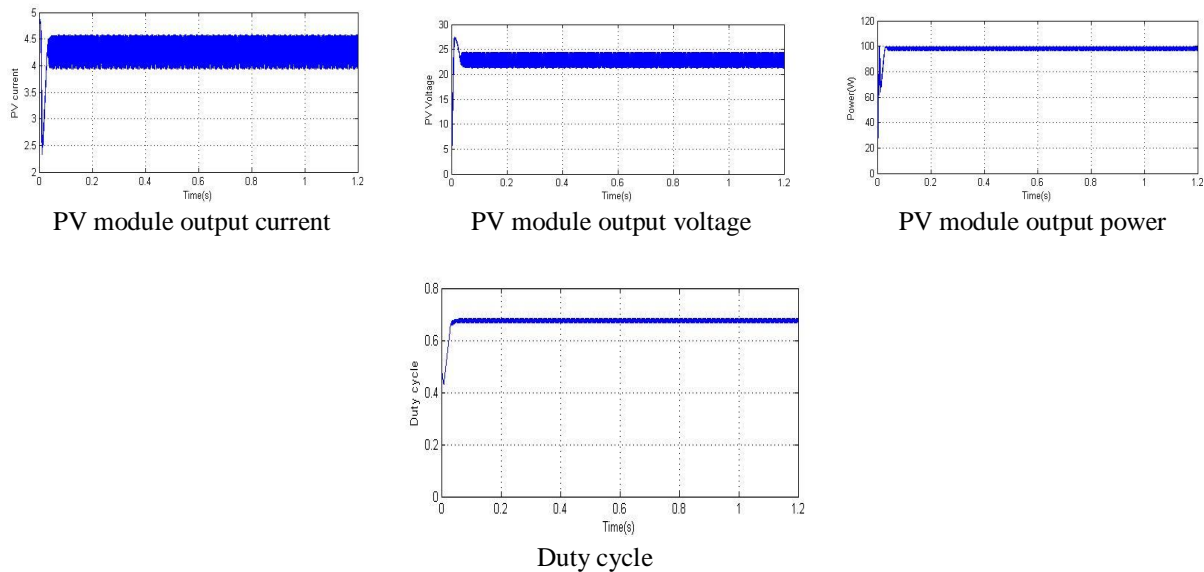 5
4.5
4
3.5
3
2.5
2
PV current
0 0.2 0.4 0.6 0.8 1 1.2
Time(s)
PV module output current
30
25
20
15
10
5
0
PV Voltage
0 0.2 0.4 0.6 0.8 1 1.2
Time(s)
PV module output voltage
120
100
80
60
40
20
0
Power(W)
0 0.2 0.4 0.6 0.8 1 1.2
Time(s)
PV module output power
0.8
0.6
0.4
0.2
0
Duty cycle
0 0.2 0.4 0.6 0.8 1 1.2
Time(s)
Duty cycle